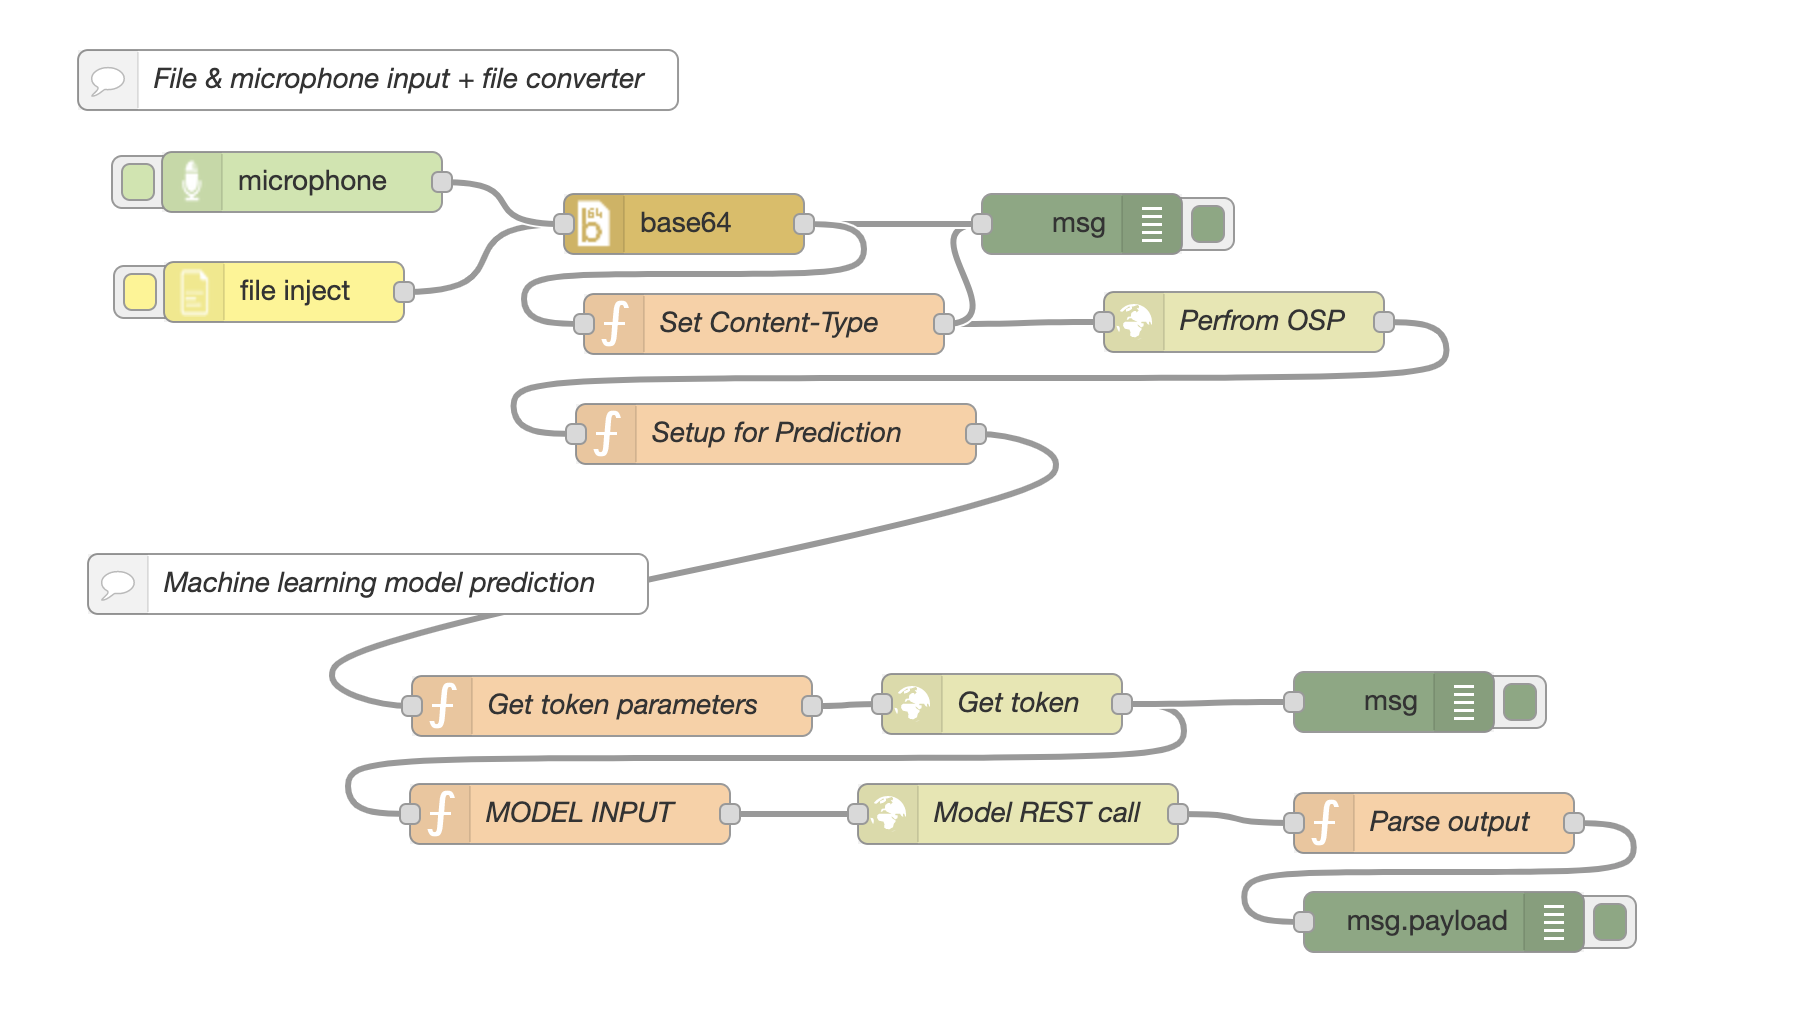 File & microphone input + file converter
microphone
64
base64
msg
file inject
Set Content-Type
Perfrom OSP
Setup for Prediction
Machine learning model prediction
Get token parameters
Get token
msg
MODEL INPUT
Model REST call
Parse output
msg.payload